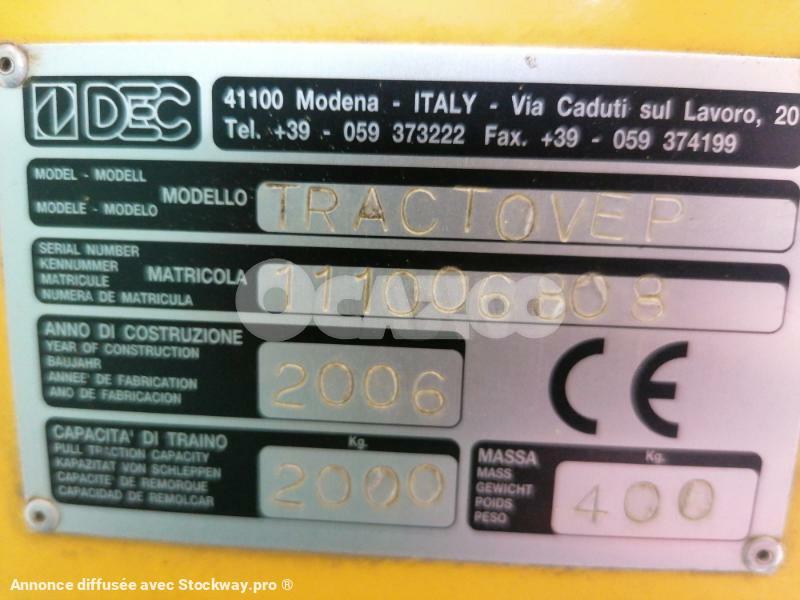 DEC
41100 Modena - ITALY - Via Caduti sul Lavoro, 20
Tel. +39 - 059 373222 Fax. +39 - 059 374199
MODEL - MODELL
MODELE - MODELO
MODELLO
TRACTOVEP
SERIAL NUMBER
KENNUMMER
MATRICULE
NUMERA DE MATRICULA
MATRICOLA
111006808
OCAZOO
ANNO DI COSTRUZIONE
YEAR OF CONSTRUCTION
BAUJAHR
ANNEE' DE FABRICATION
ANO DE FABRICACION
2006
CE
CAPACITA' DI TRAINO
PULL TRACTION CAPACITY
KAPAZITAT VON SCHLEPPEN
CAPACITE' DE REMORQUE
CAPACIDAD DE REMOLCAR
Kg.
2000
MASSA
MASS
GEWICHT
POIDS
PESO
Kg.
400
Annonce diffusée avec Stockway.pro ®